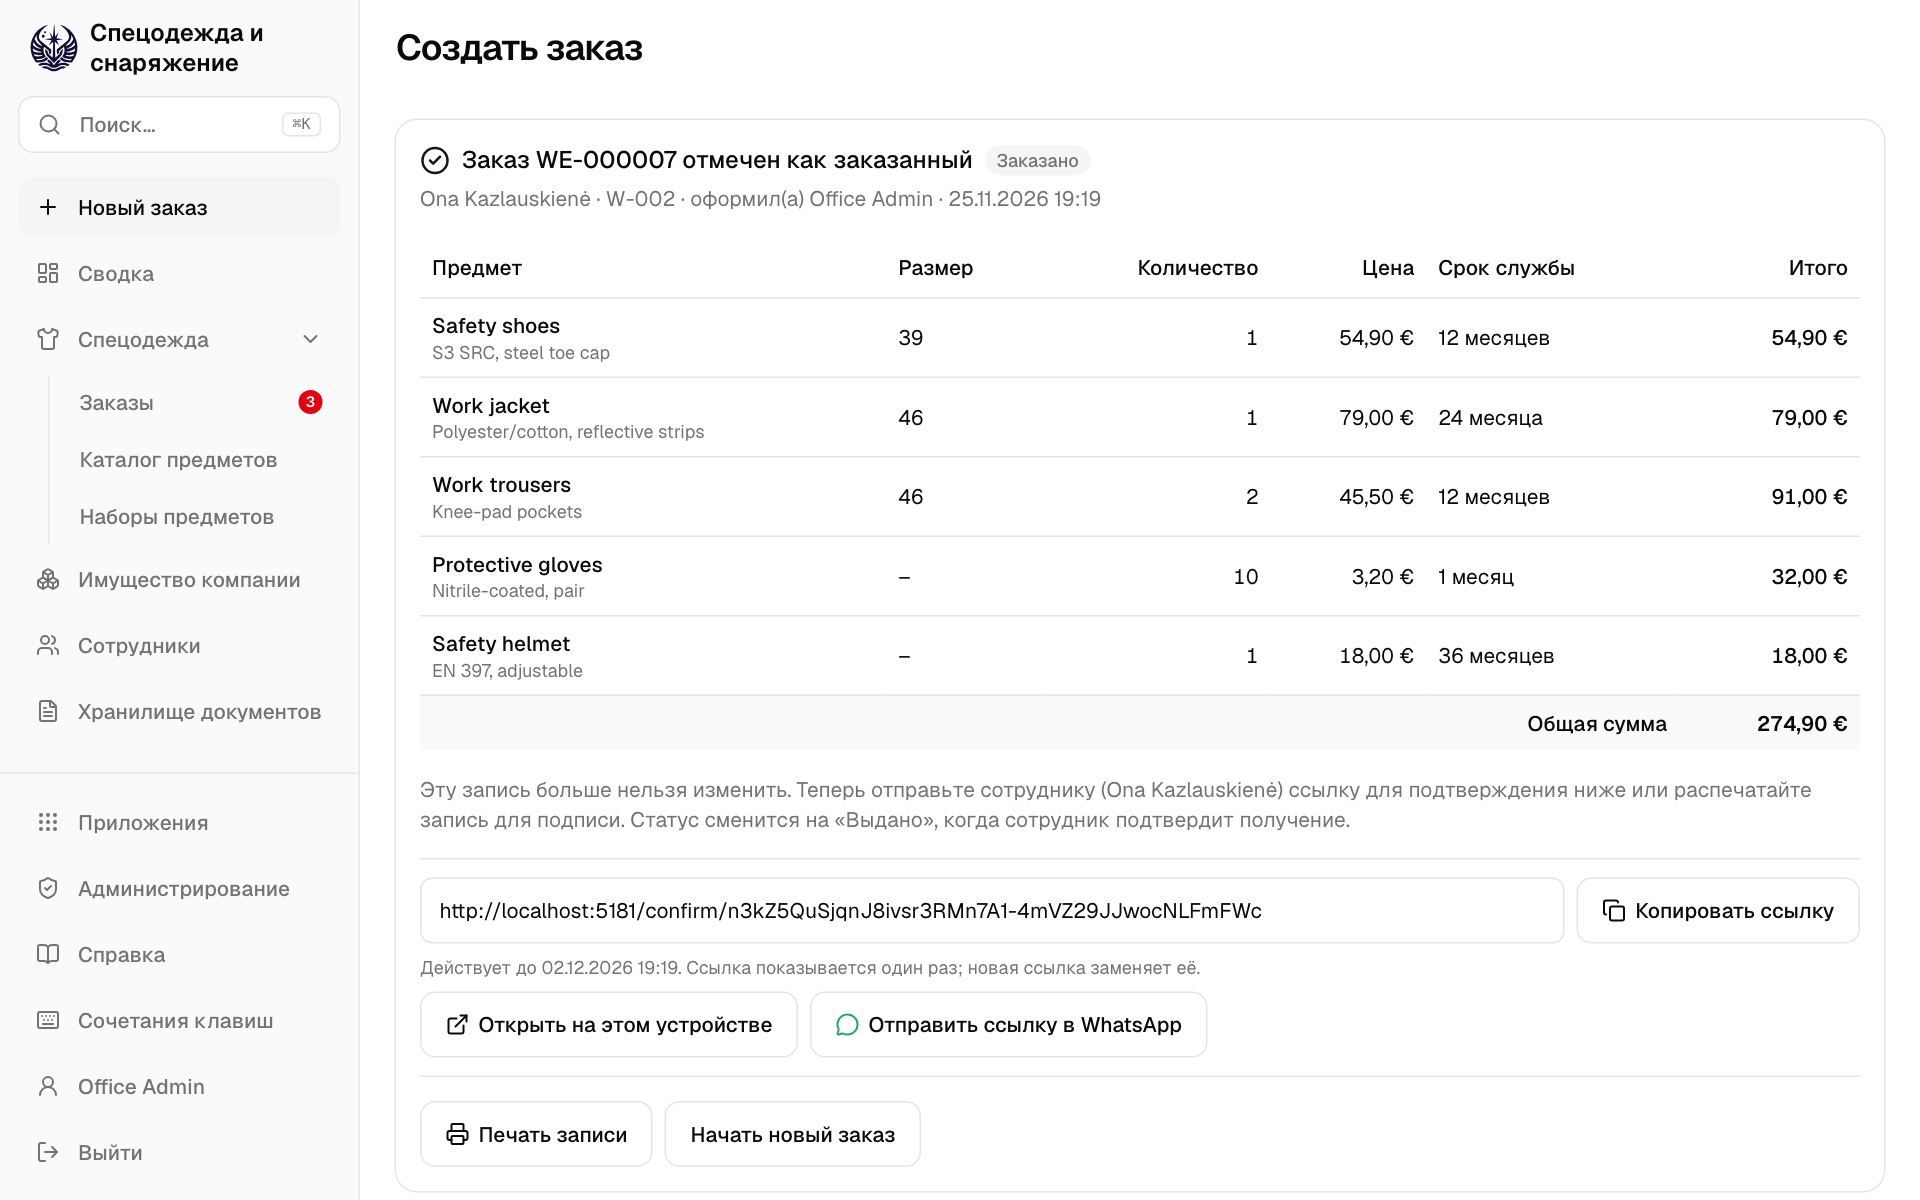 Спецодежда и
снаряжение
Поиск...
⌘K
Новый заказ
Сводка
Спецодежда
Заказы
3
Каталог предметов
Наборы предметов
Имущество компании
Сотрудники
Хранилище документов
Приложения
Администрирование
Справка
Сочетания клавиш
Office Admin
Выйти
Создать заказ
Заказ WE-000007 отмечен как заказанный Заказано
Ona Kazlauskienė · W-002 · оформил(а) Office Admin · 25.11.2026 19:19
Предмет Размер Количество Цена Срок службы Итого
Safety shoes
S3 SRC, steel toe cap
39 1 54,90 € 12 месяцев 54,90 €
Work jacket
Polyester/cotton, reflective strips
46 1 79,00 € 24 месяца 79,00 €
Work trousers
Knee-pad pockets
46 2 45,50 € 12 месяцев 91,00 €
Protective gloves
Nitrile-coated, pair
– 10 3,20 € 1 месяц 32,00 €
Safety helmet
EN 397, adjustable
– 1 18,00 € 36 месяцев 18,00 €
Общая сумма 274,90 €
Эту запись больше нельзя изменить. Теперь отправьте сотруднику (Ona Kazlauskienė) ссылку для подтверждения ниже или распечатайте
запись для подписи. Статус сменится на «Выдано», когда сотрудник подтвердит получение.
http://localhost:5181/confirm/n3kZ5QuSjqnJ8ivsr3RMn7A1-4mVZ29JJwocNLFmFWc
Копировать ссылку
Действует до 02.12.2026 19:19. Ссылка показывается один раз; новая ссылка заменяет её.
Открыть на этом устройстве
Отправить ссылку в WhatsApp
Печать записи
Начать новый заказ